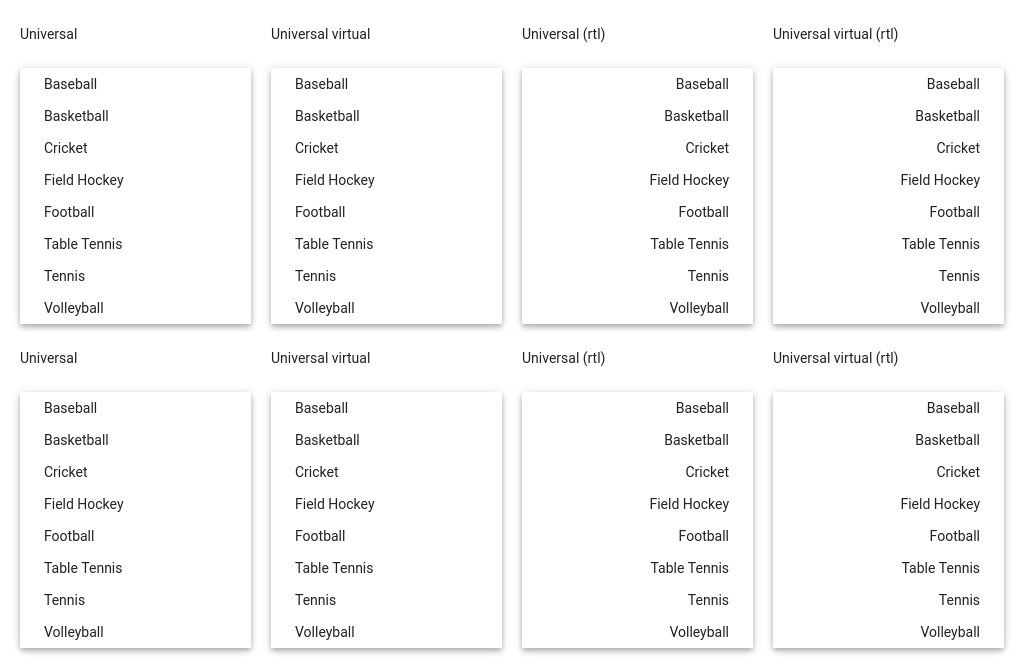 Universal
Baseball
Basketball
Cricket
Field Hockey
Football
Table Tennis
Tennis
Volleyball
Universal virtual
Baseball
Basketball
Cricket
Field Hockey
Football
Table Tennis
Tennis
Volleyball
Universal (rtl)
Baseball
Basketball
Cricket
Field Hockey
Football
Table Tennis
Tennis
Volleyball
Universal virtual (rtl)
Baseball
Basketball
Cricket
Field Hockey
Football
Table Tennis
Tennis
Volleyball
Universal
Baseball
Basketball
Cricket
Field Hockey
Football
Table Tennis
Tennis
Volleyball
Universal virtual
Baseball
Basketball
Cricket
Field Hockey
Football
Table Tennis
Tennis
Volleyball
Universal (rtl)
Baseball
Basketball
Cricket
Field Hockey
Football
Table Tennis
Tennis
Volleyball
Universal virtual (rtl)
Baseball
Basketball
Cricket
Field Hockey
Football
Table Tennis
Tennis
Volleyball